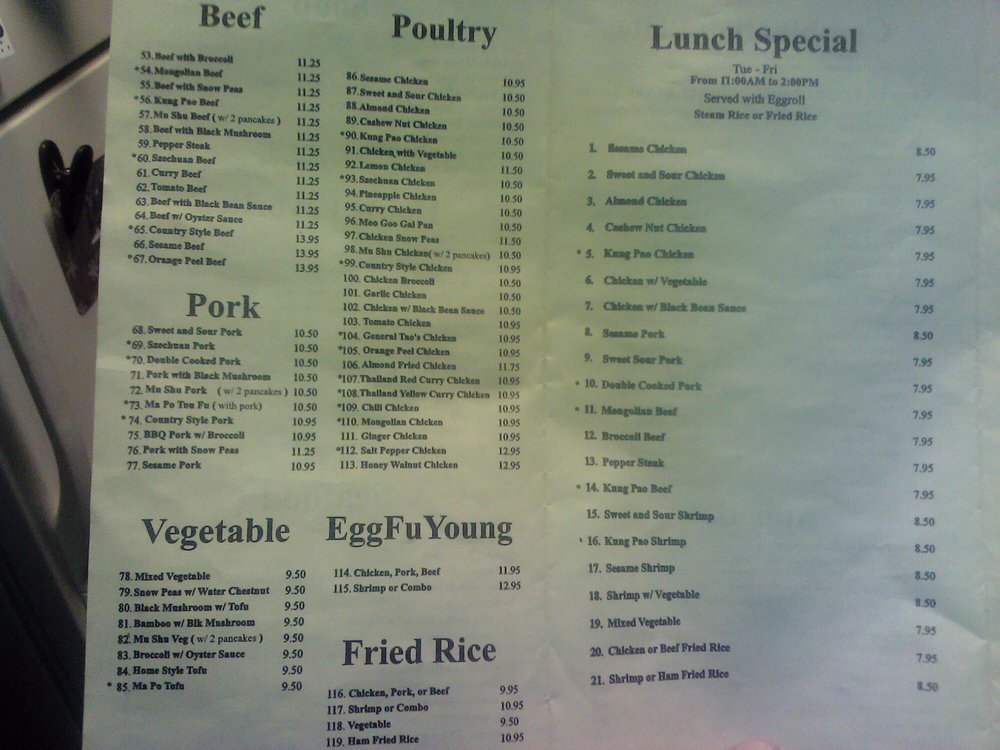 Beef
53. Beef with Broccoli 11.25
*54. Mongolian Beef 11.25
55. Beef with Snow Peas 11.25
*56. Kung Pao Beef 11.25
57. Mu Shu Beef ( w/ 2 pancakes ) 11.25
58. Beef with Black Mushroom 11.25
59. Pepper Steak 11.25
*60. Szechuan Beef 11.25
61. Curry Beef 11.25
62. Tomato Beef 11.25
63. Beef with Black Bean Sauce 11.25
64. Beef w/ Oyster Sauce 11.25
*65. Country Style Beef 13.95
66. Sesame Beef 13.95
*67. Orange Peel Beef 13.95
Pork
68. Sweet and Sour Pork 10.50
*69. Szechuan Pork 10.50
*70. Double Cooked Pork 10.50
71. Pork with Black Mushroom 10.50
72. Mu Shu Pork ( w/ 2 pancakes ) 10.50
*73. Ma Po Tou Fu ( with pork) 10.50
*74. Country Style Pork 10.95
75. BBQ Pork w/ Broccoli 10.95
76. Pork with Snow Peas 11.25
77. Sesame Pork 10.95
Vegetable
78. Mixed Vegetable 9.50
79. Snow Peas w/ Water Chestnut 9.50
80. Black Mushroom w/ Tofu 9.50
81. Bamboo w/ Blk Mushroom 9.50
82. Mu Shu Veg ( w/ 2 pancakes ) 9.50
83. Broccoli w/ Oyster Sauce 9.50
84. Home Style Tofu 9.50
* 85. Ma Po Tofu 9.50
Poultry
86. Sesame Chicken 10.95
87. Sweet and Sour Chicken 10.50
88. Almond Chicken 10.50
89. Cashew Nut Chicken 10.50
*90. Kung Pao Chicken 10.50
91. Chicken with Vegetable 10.50
92. Lemon Chicken 11.50
*93. Szechuan Chicken 10.50
94. Pineapple Chicken 10.50
95. Curry Chicken 10.50
96. Moo Goo Gai Pan 10.50
97. Chicken Snow Peas 11.50
98. Mu Shu Chicken( w/ 2 pancakes) 10.50
*99. Country Style Chicken 10.95
100. Chicken Broccoli 10.50
101. Garlic Chicken 10.50
102. Chicken w/ Black Bean Sauce 10.50
103. Tomato Chicken 10.95
*104. General Tao's Chicken 10.95
*105. Orange Peel Chicken 10.95
106. Almond Fried Chicken 11.75
*107. Thailand Red Curry Chicken 10.95
*108. Thailand Yellow Curry Chicken 10.95
*109. Chili Chicken 10.95
*110. Mongolian Chicken 10.95
111. Ginger Chicken 10.95
*112. Salt Pepper Chicken 12.95
113. Honey Walnut Chicken 12.95
EggFuYoung
114. Chicken, Pork, Beef 11.95
115. Shrimp or Combo 12.95
Fried Rice
116. Chicken, Pork, or Beef 9.95
117. Shrimp or Combo 10.95
118. Vegetable 9.50
119. Ham Fried Rice 10.95
Lunch Special
Tue - Fri
From 11:00AM to 2:00PM
Served with Eggroll
Steam Rice or Fried Rice
1. Sesame Chicken 8.50
2. Sweet and Sour Chicken 7.95
3. Almond Chicken 7.95
4. Cashew Nut Chicken 7.95
* 5. Kung Pao Chicken 7.95
6. Chicken w/ Vegetable 7.95
7. Chicken w/ Black Bean Sauce 7.95
8. Sesame Pork 8.50
9. Sweet Sour Pork 7.95
* 10. Double Cooked Pork 7.95
* 11. Mongolian Beef 7.95
12. Broccoli Beef 7.95
13. Pepper Steak 7.95
* 14. Kung Pao Beef 7.95
15. Sweet and Sour Shrimp 8.50
* 16. Kung Pao Shrimp 8.50
17. Sesame Shrimp 8.50
18. Shrimp w/ Vegetable 8.50
19. Mixed Vegetable 7.95
20. Chicken or Beef Fried Rice 7.95
21. Shrimp or Ham Fried Rice 8.50